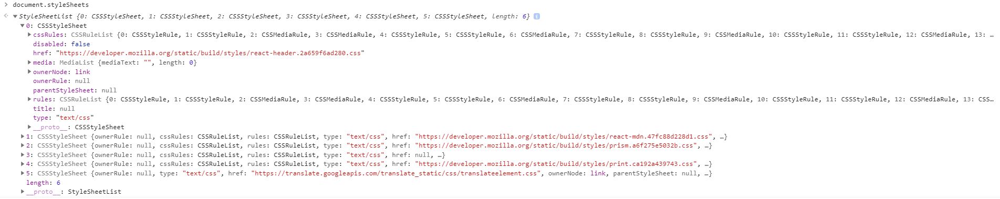 document.styleSheets
StyleSheetList {0: CSSStyleSheet, 1: CSSStyleSheet, 2: CSSStyleSheet, 3: CSSStyleSheet, 4: CSSStyleSheet, 5: CSSStyleSheet, length: 6} i
0: CSSStyleSheet
cssRules: CSSRuleList {0: CSSStyleRule, 1: CSSStyleRule, 2: CSSMediaRule, 3: CSSMediaRule, 4: CSSStyleRule, 5: CSSStyleRule, 6: CSSMediaRule, 7: CSSStyleRule, 8: CSSStyleRule, 9: CSSMediaRule, 10: CSSStyleRule, 11: CSSStyleRule, 12: CSSMediaRule, 13: …
disabled: false
href: "https://developer.mozilla.org/static/build/styles/react-header.2a659f6ad280.css"
media: MediaList {mediaText: "", length: 0}
ownerNode: link
ownerRule: null
parentStyleSheet: null
rules: CSSRuleList {0: CSSStyleRule, 1: CSSStyleRule, 2: CSSMediaRule, 3: CSSMediaRule, 4: CSSStyleRule, 5: CSSStyleRule, 6: CSSMediaRule, 7: CSSStyleRule, 8: CSSStyleRule, 9: CSSMediaRule, 10: CSSStyleRule, 11: CSSStyleRule, 12: CSSMediaRule, 13: CSS…
title: null
type: "text/css"
__proto__: CSSStyleSheet
1: CSSStyleSheet {ownerRule: null, cssRules: CSSRuleList, rules: CSSRuleList, type: "text/css", href: "https://developer.mozilla.org/static/build/styles/react-mdn.47fc88d228d1.css", …}
2: CSSStyleSheet {ownerRule: null, cssRules: CSSRuleList, rules: CSSRuleList, type: "text/css", href: "https://developer.mozilla.org/static/build/styles/prism.a6f275e5032b.css", …}
3: CSSStyleSheet {ownerRule: null, cssRules: CSSRuleList, rules: CSSRuleList, type: "text/css", href: null, …}
4: CSSStyleSheet {ownerRule: null, cssRules: CSSRuleList, rules: CSSRuleList, type: "text/css", href: "https://developer.mozilla.org/static/build/styles/print.ca192a439743.css", …}
5: CSSStyleSheet {ownerRule: null, type: "text/css", href: "https://translate.googleapis.com/translate_static/css/translateelement.css", ownerNode: link, parentStyleSheet: null, …}
length: 6
__proto__: StyleSheetList